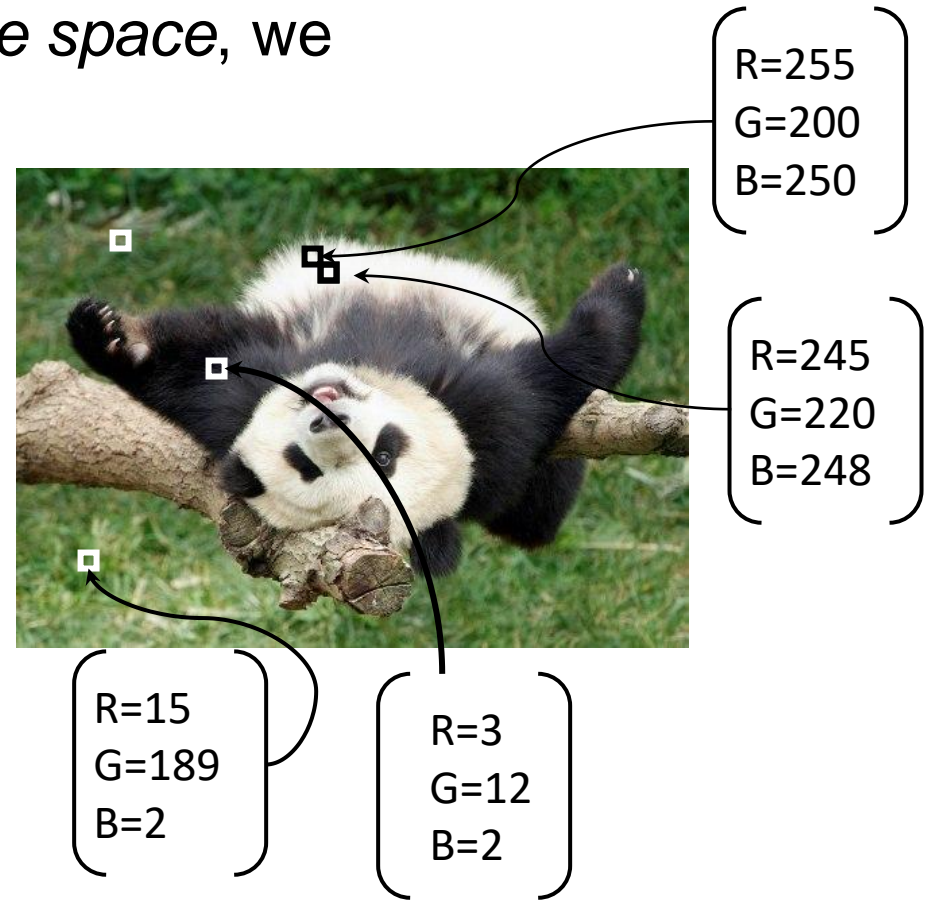 e space, we
R=255
G=200
B=250
R=245
G=220
B=248
R=15
G=189
B=2
R=3
G=12
B=2